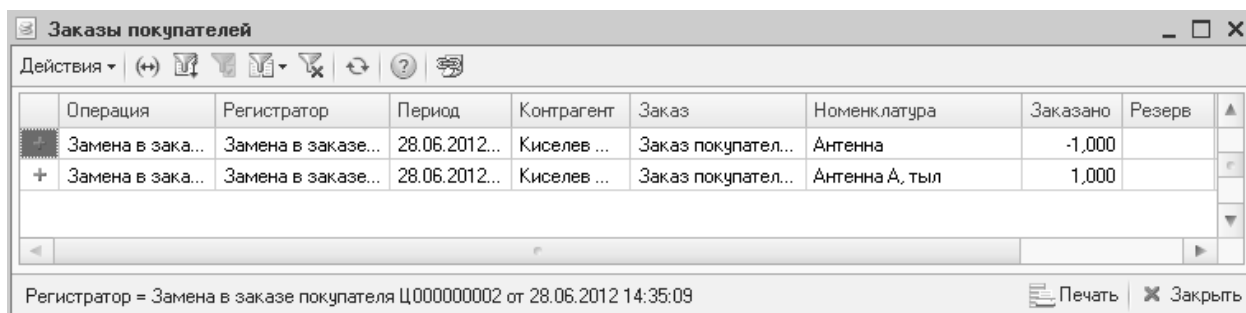 Заказы покупателей
Действия
Операция Регистратор Период Контрагент Заказ Номенклатура Заказано Резерв
Замена в зака... Замена в заказе... 28.06.2012... Киселев ... Заказ покупател... Антенна -1,000
Замена в зака... Замена в заказе... 28.06.2012... Киселев ... Заказ покупател... Антенна А, тыл 1,000
Регистратор = Замена в заказе покупателя Ц000000002 от 28.06.2012 14:35:09 Печать Закрыть